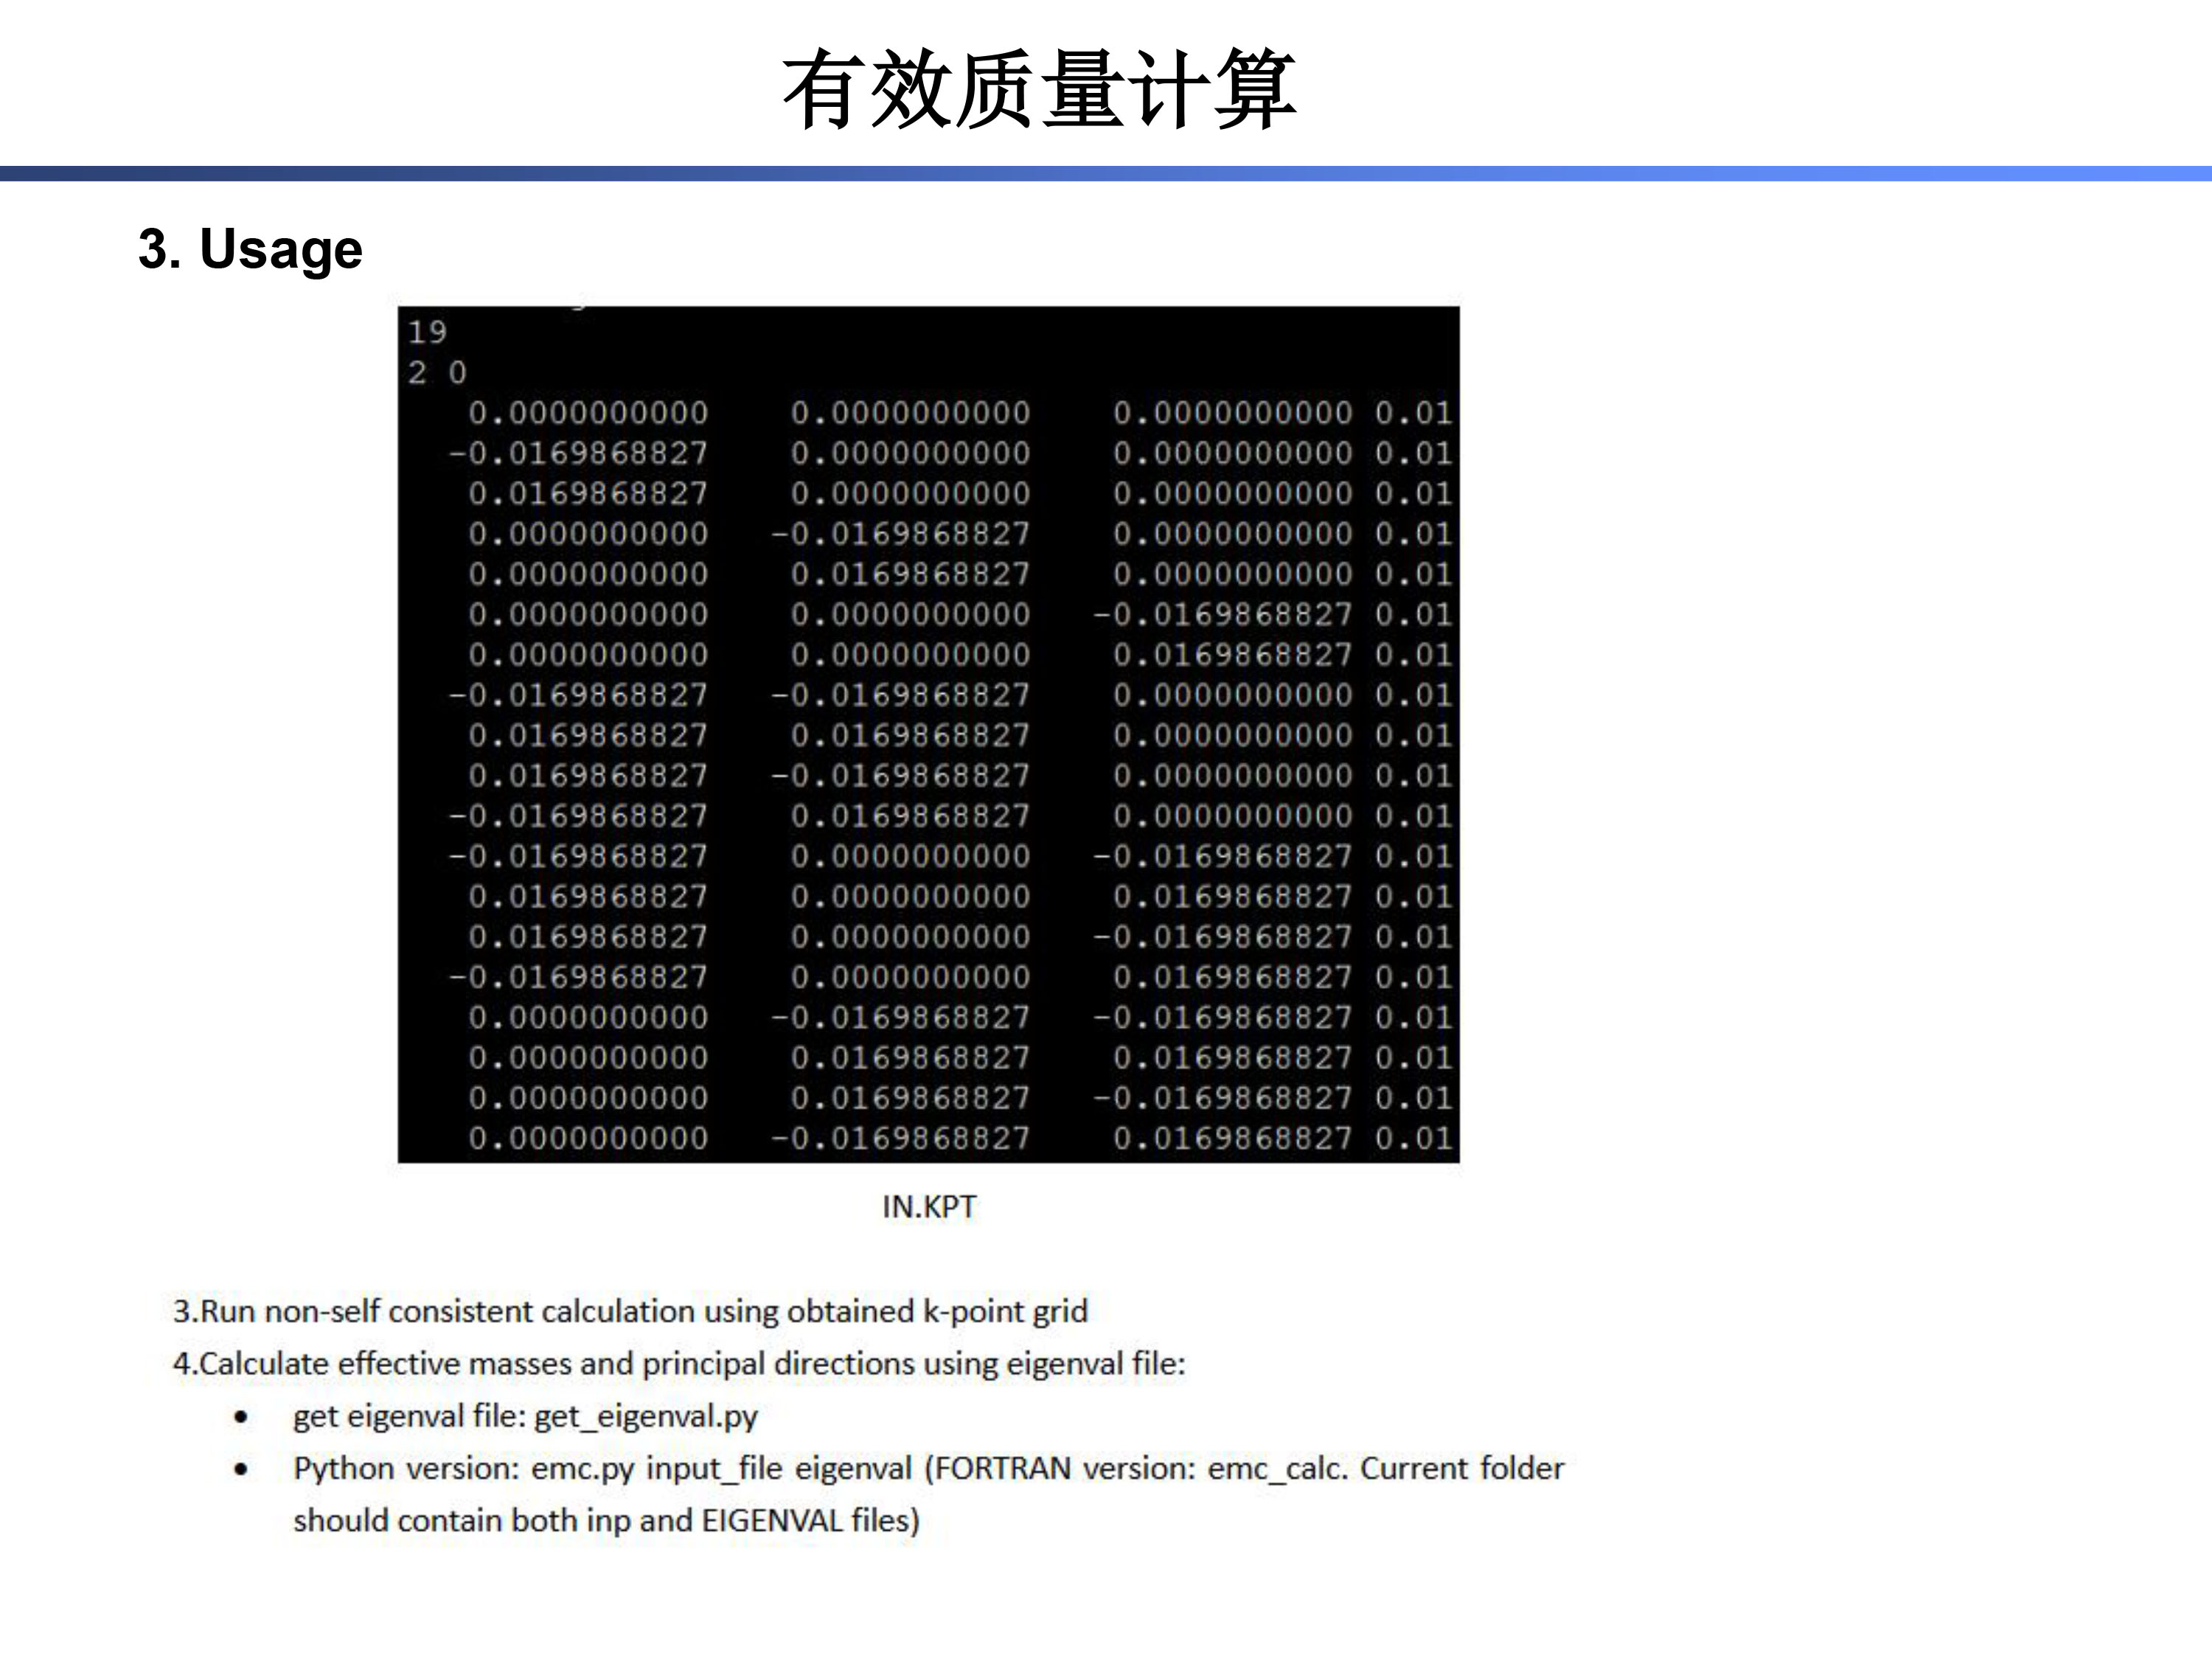 有效质量计算
3. Usage
19
2 0
0.0000000000 0.0000000000 0.0000000000 0.01
-0.0169868827 0.0000000000 0.0000000000 0.01
0.0169868827 0.0000000000 0.0000000000 0.01
0.0000000000 -0.0169868827 0.0000000000 0.01
0.0000000000 0.0169868827 0.0000000000 0.01
0.0000000000 0.0000000000 -0.0169868827 0.01
0.0000000000 0.0000000000 0.0169868827 0.01
-0.0169868827 -0.0169868827 0.0000000000 0.01
0.0169868827 0.0169868827 0.0000000000 0.01
0.0169868827 -0.0169868827 0.0000000000 0.01
-0.0169868827 0.0169868827 0.0000000000 0.01
-0.0169868827 0.0000000000 -0.0169868827 0.01
0.0169868827 0.0000000000 0.0169868827 0.01
0.0169868827 0.0000000000 -0.0169868827 0.01
-0.0169868827 0.0000000000 0.0169868827 0.01
0.0000000000 -0.0169868827 -0.0169868827 0.01
0.0000000000 0.0169868827 0.0169868827 0.01
0.0000000000 0.0169868827 -0.0169868827 0.01
0.0000000000 -0.0169868827 0.0169868827 0.01
IN.KPT
3.Run non-self consistent calculation using obtained k-point grid
4.Calculate effective masses and principal directions using eigenval file:
• get eigenval file: get_eigenval.py
• Python version: emc.py input_file eigenval (FORTRAN version: emc_calc. Current folder
should contain both inp and EIGENVAL files)